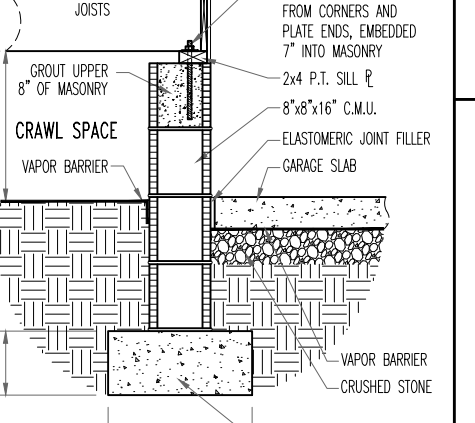 JOISTS
FROM CORNERS AND
PLATE ENDS, EMBEDDED
7" INTO MASONRY
GROUT UPPER
8" OF MASONRY
2x4 P.T. SILL ⅊
8"x8"x16" C.M.U.
CRAWL SPACE
ELASTOMERIC JOINT FILLER
VAPOR BARRIER
GARAGE SLAB
VAPOR BARRIER
CRUSHED STONE